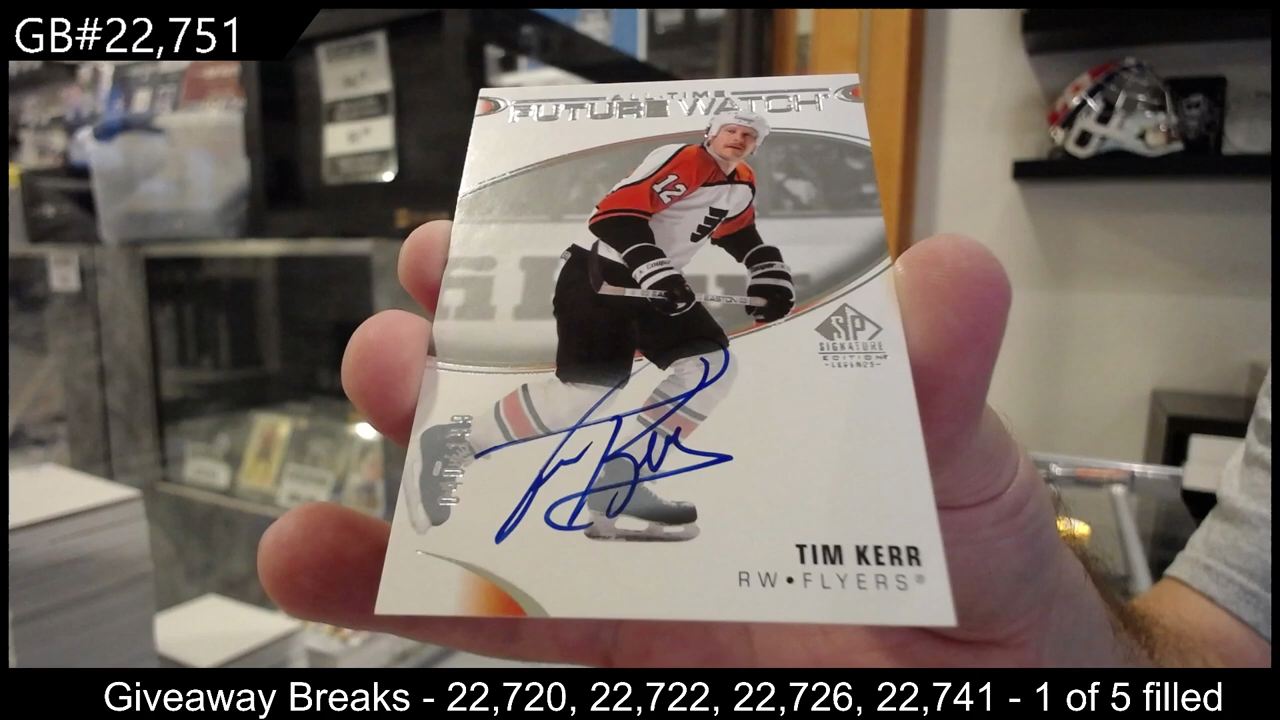 GB#22,751
ALL-TIME
FUTURE WATCH
12
SP
SIGNATURE
EDITION
-LEGENDS-
EASTON
TIM KERR
RW • FLYERS®
Giveaway Breaks - 22,720, 22,722, 22,726, 22,741 - 1 of 5 filled